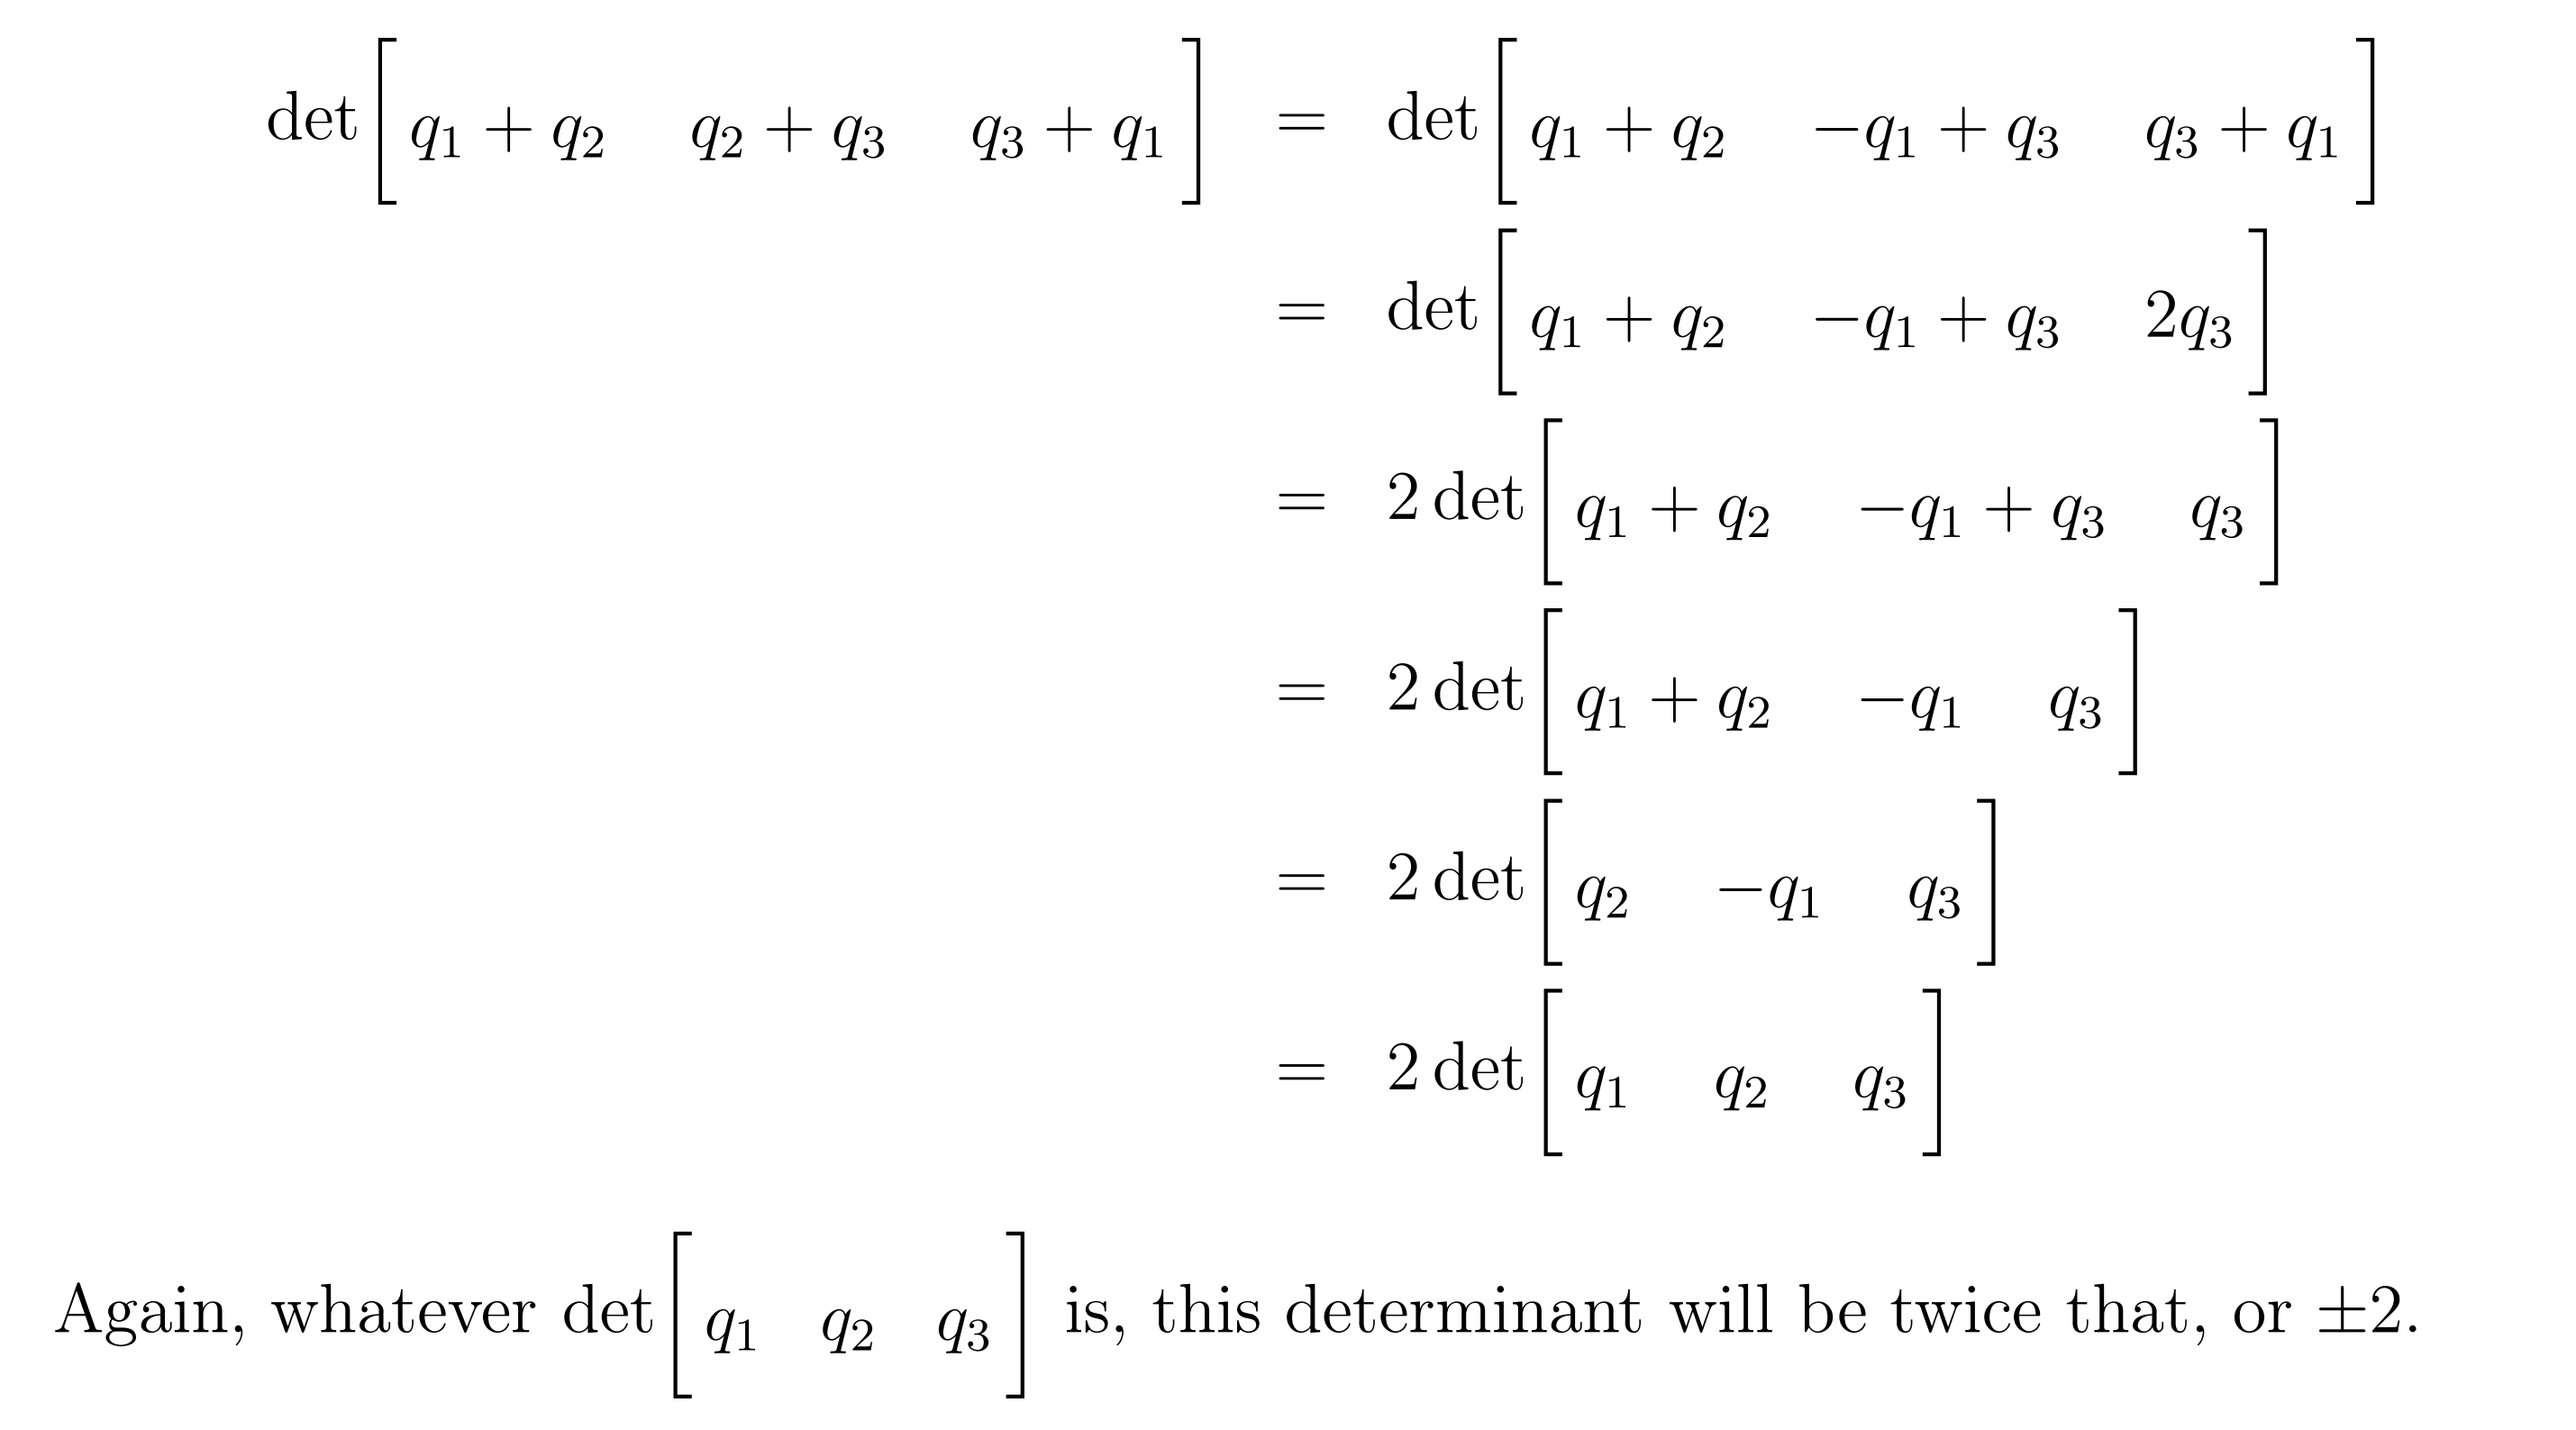 det[ q₁ + q₂   q₂ + q₃   q₃ + q₁ ] = det[ q₁ + q₂   −q₁ + q₃   q₃ + q₁ ]
= det[ q₁ + q₂   −q₁ + q₃   2q₃ ]
= 2 det[ q₁ + q₂   −q₁ + q₃   q₃ ]
= 2 det[ q₁ + q₂   −q₁   q₃ ]
= 2 det[ q₂   −q₁   q₃ ]
= 2 det[ q₁   q₂   q₃ ]
Again, whatever det[ q₁   q₂   q₃ ] is, this determinant will be twice that, or ±2.